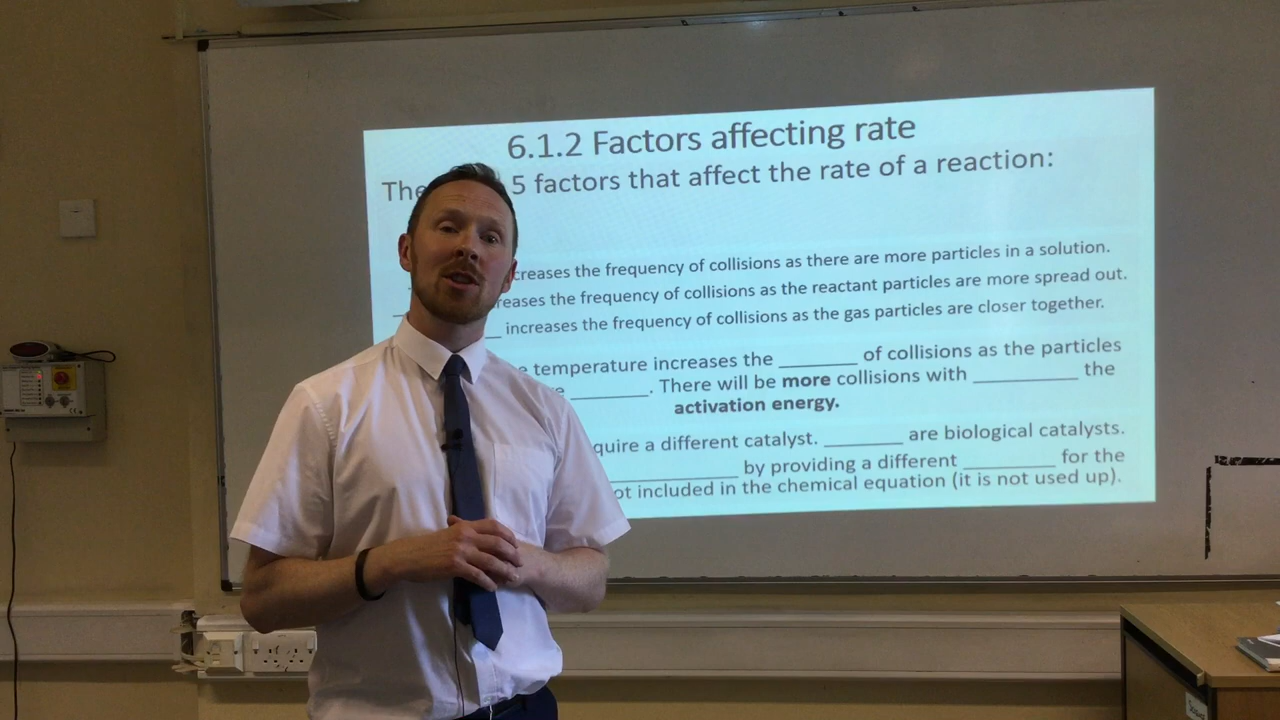 6.1.2 Factors affecting rate
The 5 factors that affect the rate of a reaction:
creases the frequency of collisions as there are more particles in a solution.
reases the frequency of collisions as the reactant particles are more spread out.
____ __ increases the frequency of collisions as the gas particles are closer together.
e temperature increases the ________ of collisions as the particles
e ________. There will be more collisions with __________ the
activation energy.
quire a different catalyst. ________ are biological catalysts.
____________ by providing a different _________ for the
ot included in the chemical equation (it is not used up).